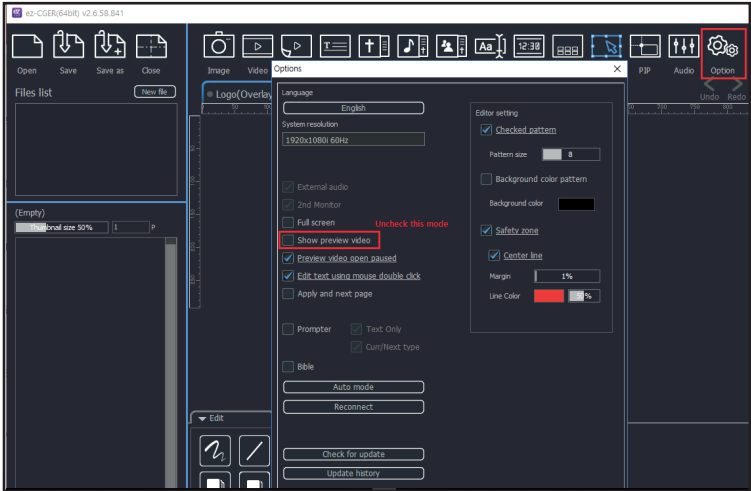 ez-CGER(64bit) v2.6.58.841
Open Save Save as Close Image Video T T Aa 12:30 PIP Audio Option
Files list New file
Logo(Overlay
Undo Redo
50 700 750
(Empty)
Thumbnail size 50% 1 P
Edit
Options
Language
English
System resolution
1920x1080i 60Hz
External audio
2nd Monitor
Full screen
Uncheck this mode
Show preview video
Preview video open paused
Edit text using mouse double click
Apply and next page
Prompter Text Only
Curr/Next type
Bible
Auto mode
Reconnect
Check for update
Update history
Editor setting
Checked pattern
Pattern size 8
Background color pattern
Background color
Safety zone
Center line
Margin 1%
Line Color 50%